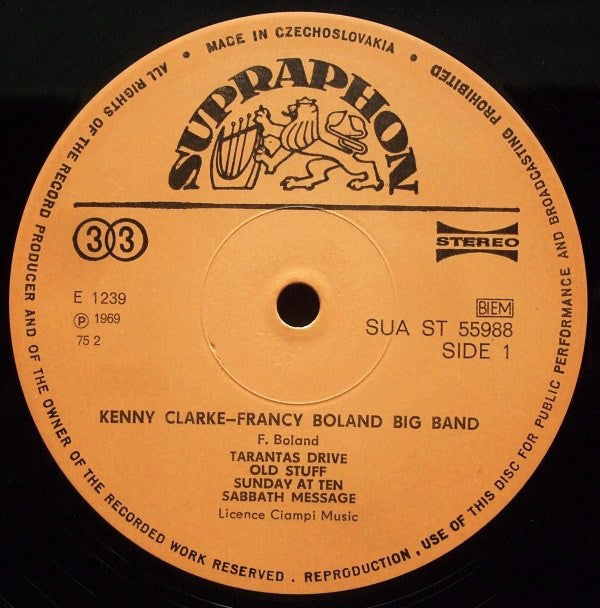 ALL RIGHTS OF THE RECORD PRODUCER AND OF THE OWNER OF THE RECORDED WORK RESERVED . REPRODUCTION , USE OF THIS DISC FOR PUBLIC PERFORMANCE AND BROADCASTING PROHIBITED
• MADE IN CZECHOSLOVAKIA •
SUPRAPHON
33
STEREO
E 1239
BIEM
Ⓟ 1969
SUA ST 55988
75 2
SIDE 1
KENNY CLARKE–FRANCY BOLAND BIG BAND
F. Boland
TARANTAS DRIVE
OLD STUFF
SUNDAY AT TEN
SABBATH MESSAGE
Licence Ciampi Music